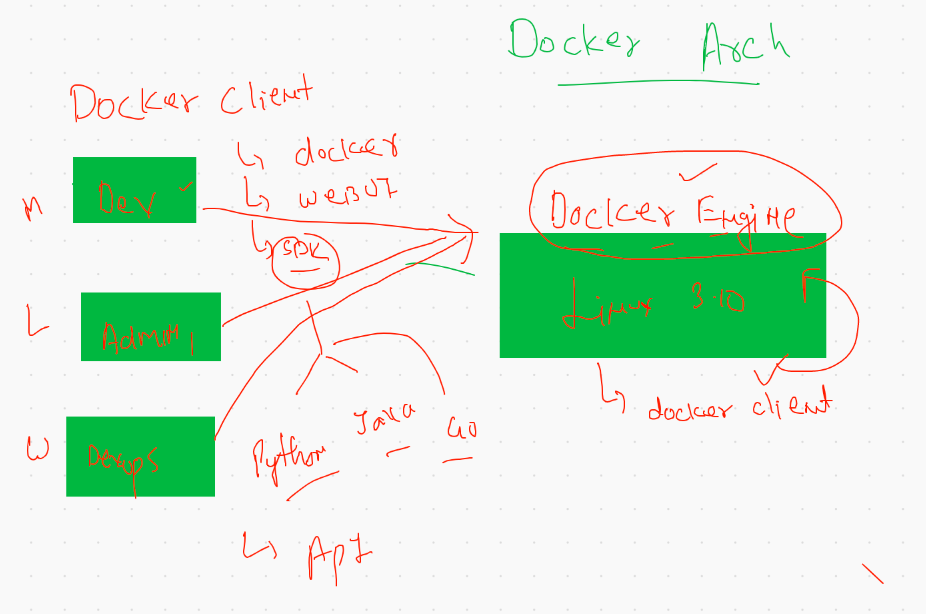 Docker Arch
Docker Client
docker
WEBUI
SDK
M
Dev
L
Admin
W
Devops
Python
Java
GO
API
Docker Engine
Linux 3.10
docker client